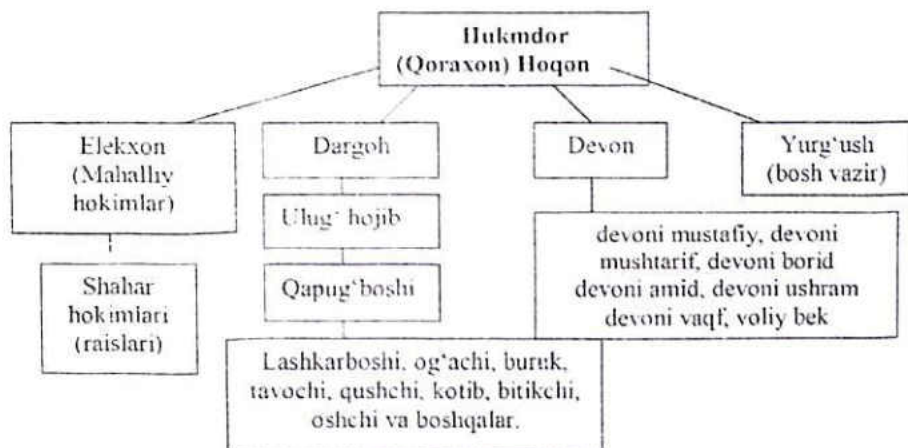 Hukmdor
(Qoraxon) Hoqon
Elekxon
(Mahalliy
hokimlar)
Dargoh
Devon
Yurg‘ush
(bosh vazir)
Ulug‘ hojib
Qapug‘boshi
Shahar
hokimlari
(raislari)
devoni mustafiy, devoni
mushtarif, devoni borid
devoni amid, devoni ushram
devoni vaqf, voliy bek
Lashkarboshi, og‘achi, buruk,
tavochi, qushchi, kotib, bitikchi,
oshchi va boshqalar.